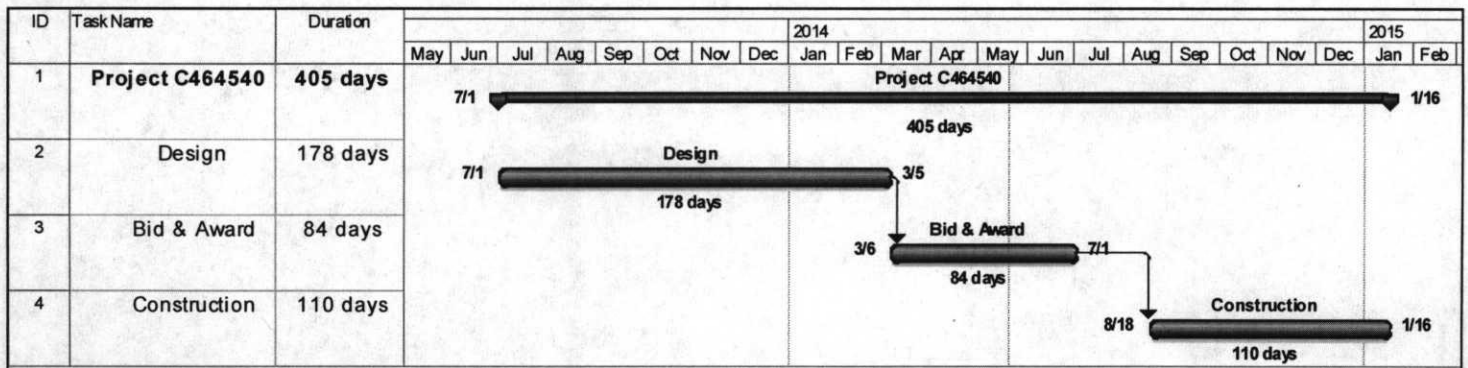 ID Task Name Duration
2014 2015
May Jun Jul Aug Sep Oct Nov Dec Jan Feb Mar Apr May Jun Jul Aug Sep Oct Nov Dec Jan Feb
1 Project C464540 405 days
Project C464540
7/1 1/16
405 days
2 Design 178 days
Design
7/1 3/5
178 days
3 Bid & Award 84 days
Bid & Award
3/6 7/1
84 days
4 Construction 110 days
Construction
8/18 1/16
110 days